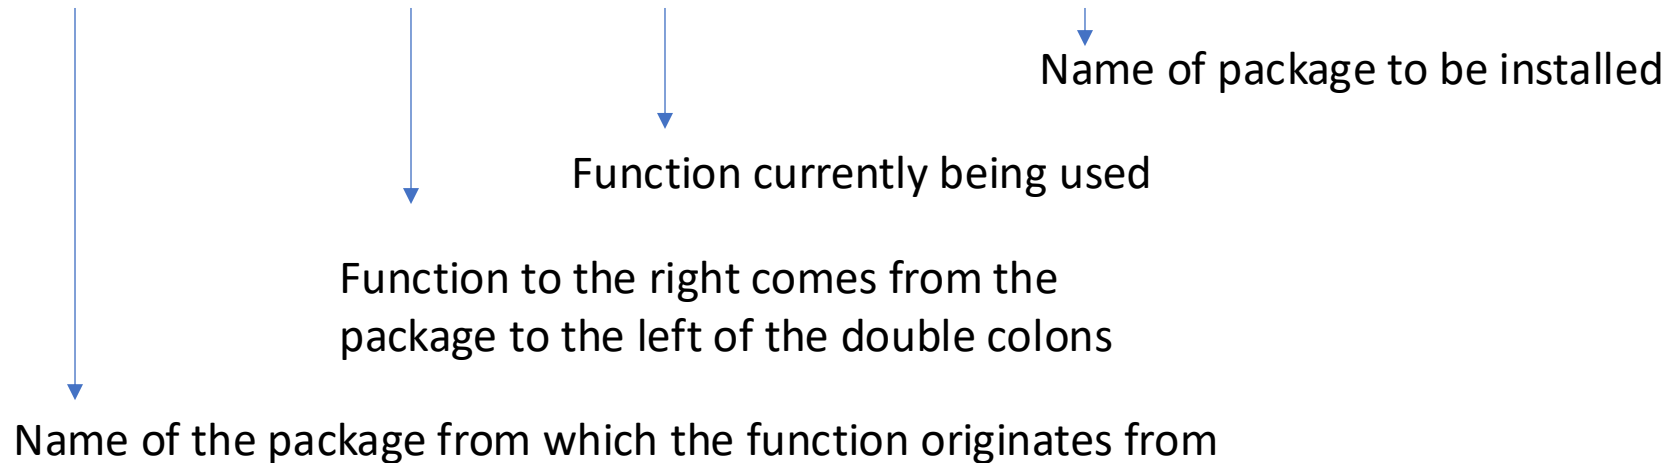 Name of package to be installed
Function currently being used
Function to the right comes from the
package to the left of the double colons
Name of the package from which the function originates from